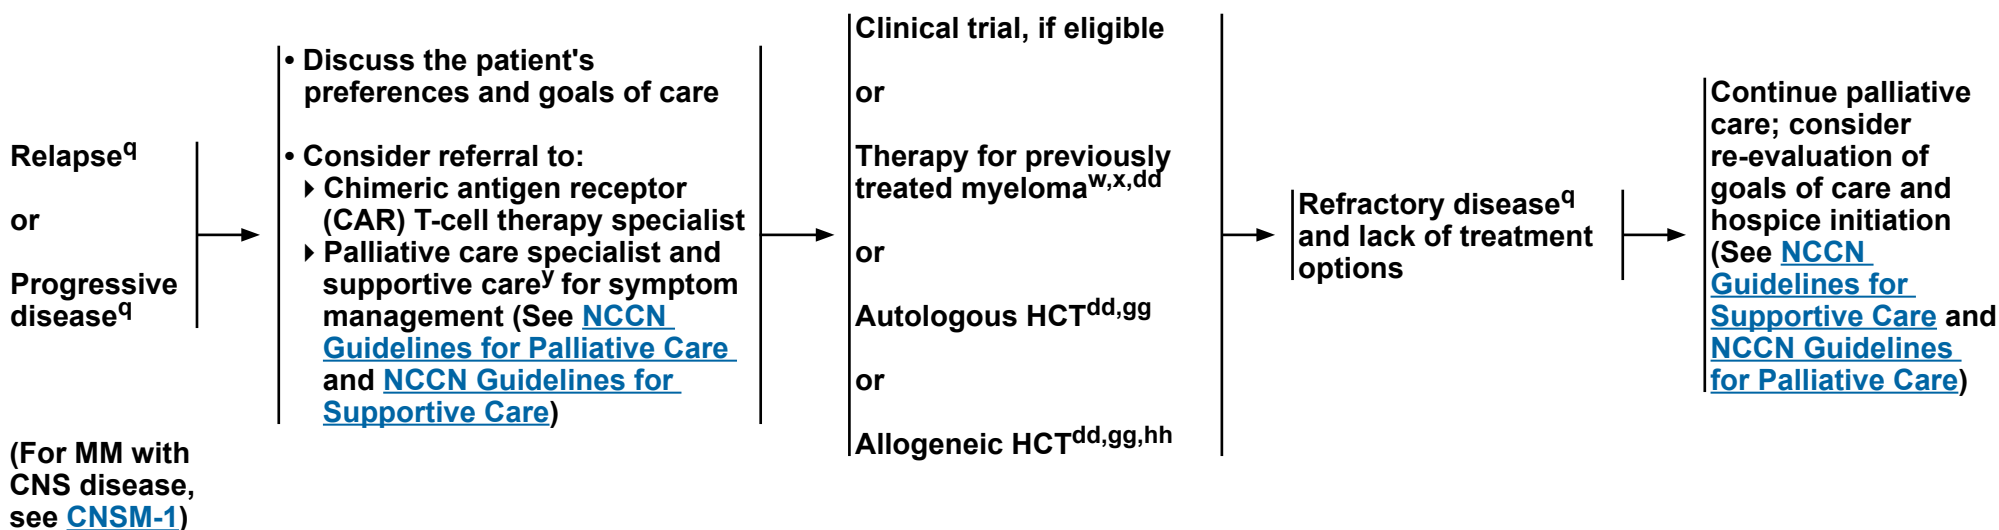 Relapseq
or
Progressive
diseaseq
(For MM with
CNS disease,
see CNSM-1)
• Discuss the patient's
preferences and goals of care
• Consider referral to:
▸ Chimeric antigen receptor
(CAR) T-cell therapy specialist
▸ Palliative care specialist and
supportive carey for symptom
management (See NCCN
Guidelines for Palliative Care
and NCCN Guidelines for
Supportive Care)
Clinical trial, if eligible
or
Therapy for previously
treated myelomaw,x,dd
or
Autologous HCTdd,gg
or
Allogeneic HCTdd,gg,hh
Refractory diseaseq
and lack of treatment
options
Continue palliative
care; consider
re-evaluation of
goals of care and
hospice initiation
(See NCCN
Guidelines for
Supportive Care and
NCCN Guidelines
for Palliative Care)